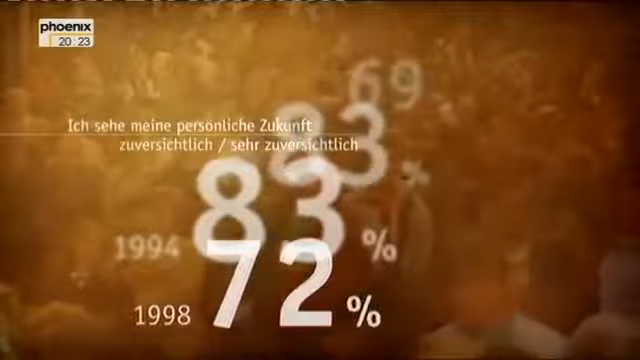 phoenix
20:23
69
Ich sehe meine persönliche Zukunft
zuversichtlich / sehr zuversichtlich
83
%
1994 83 %
1998 72 %